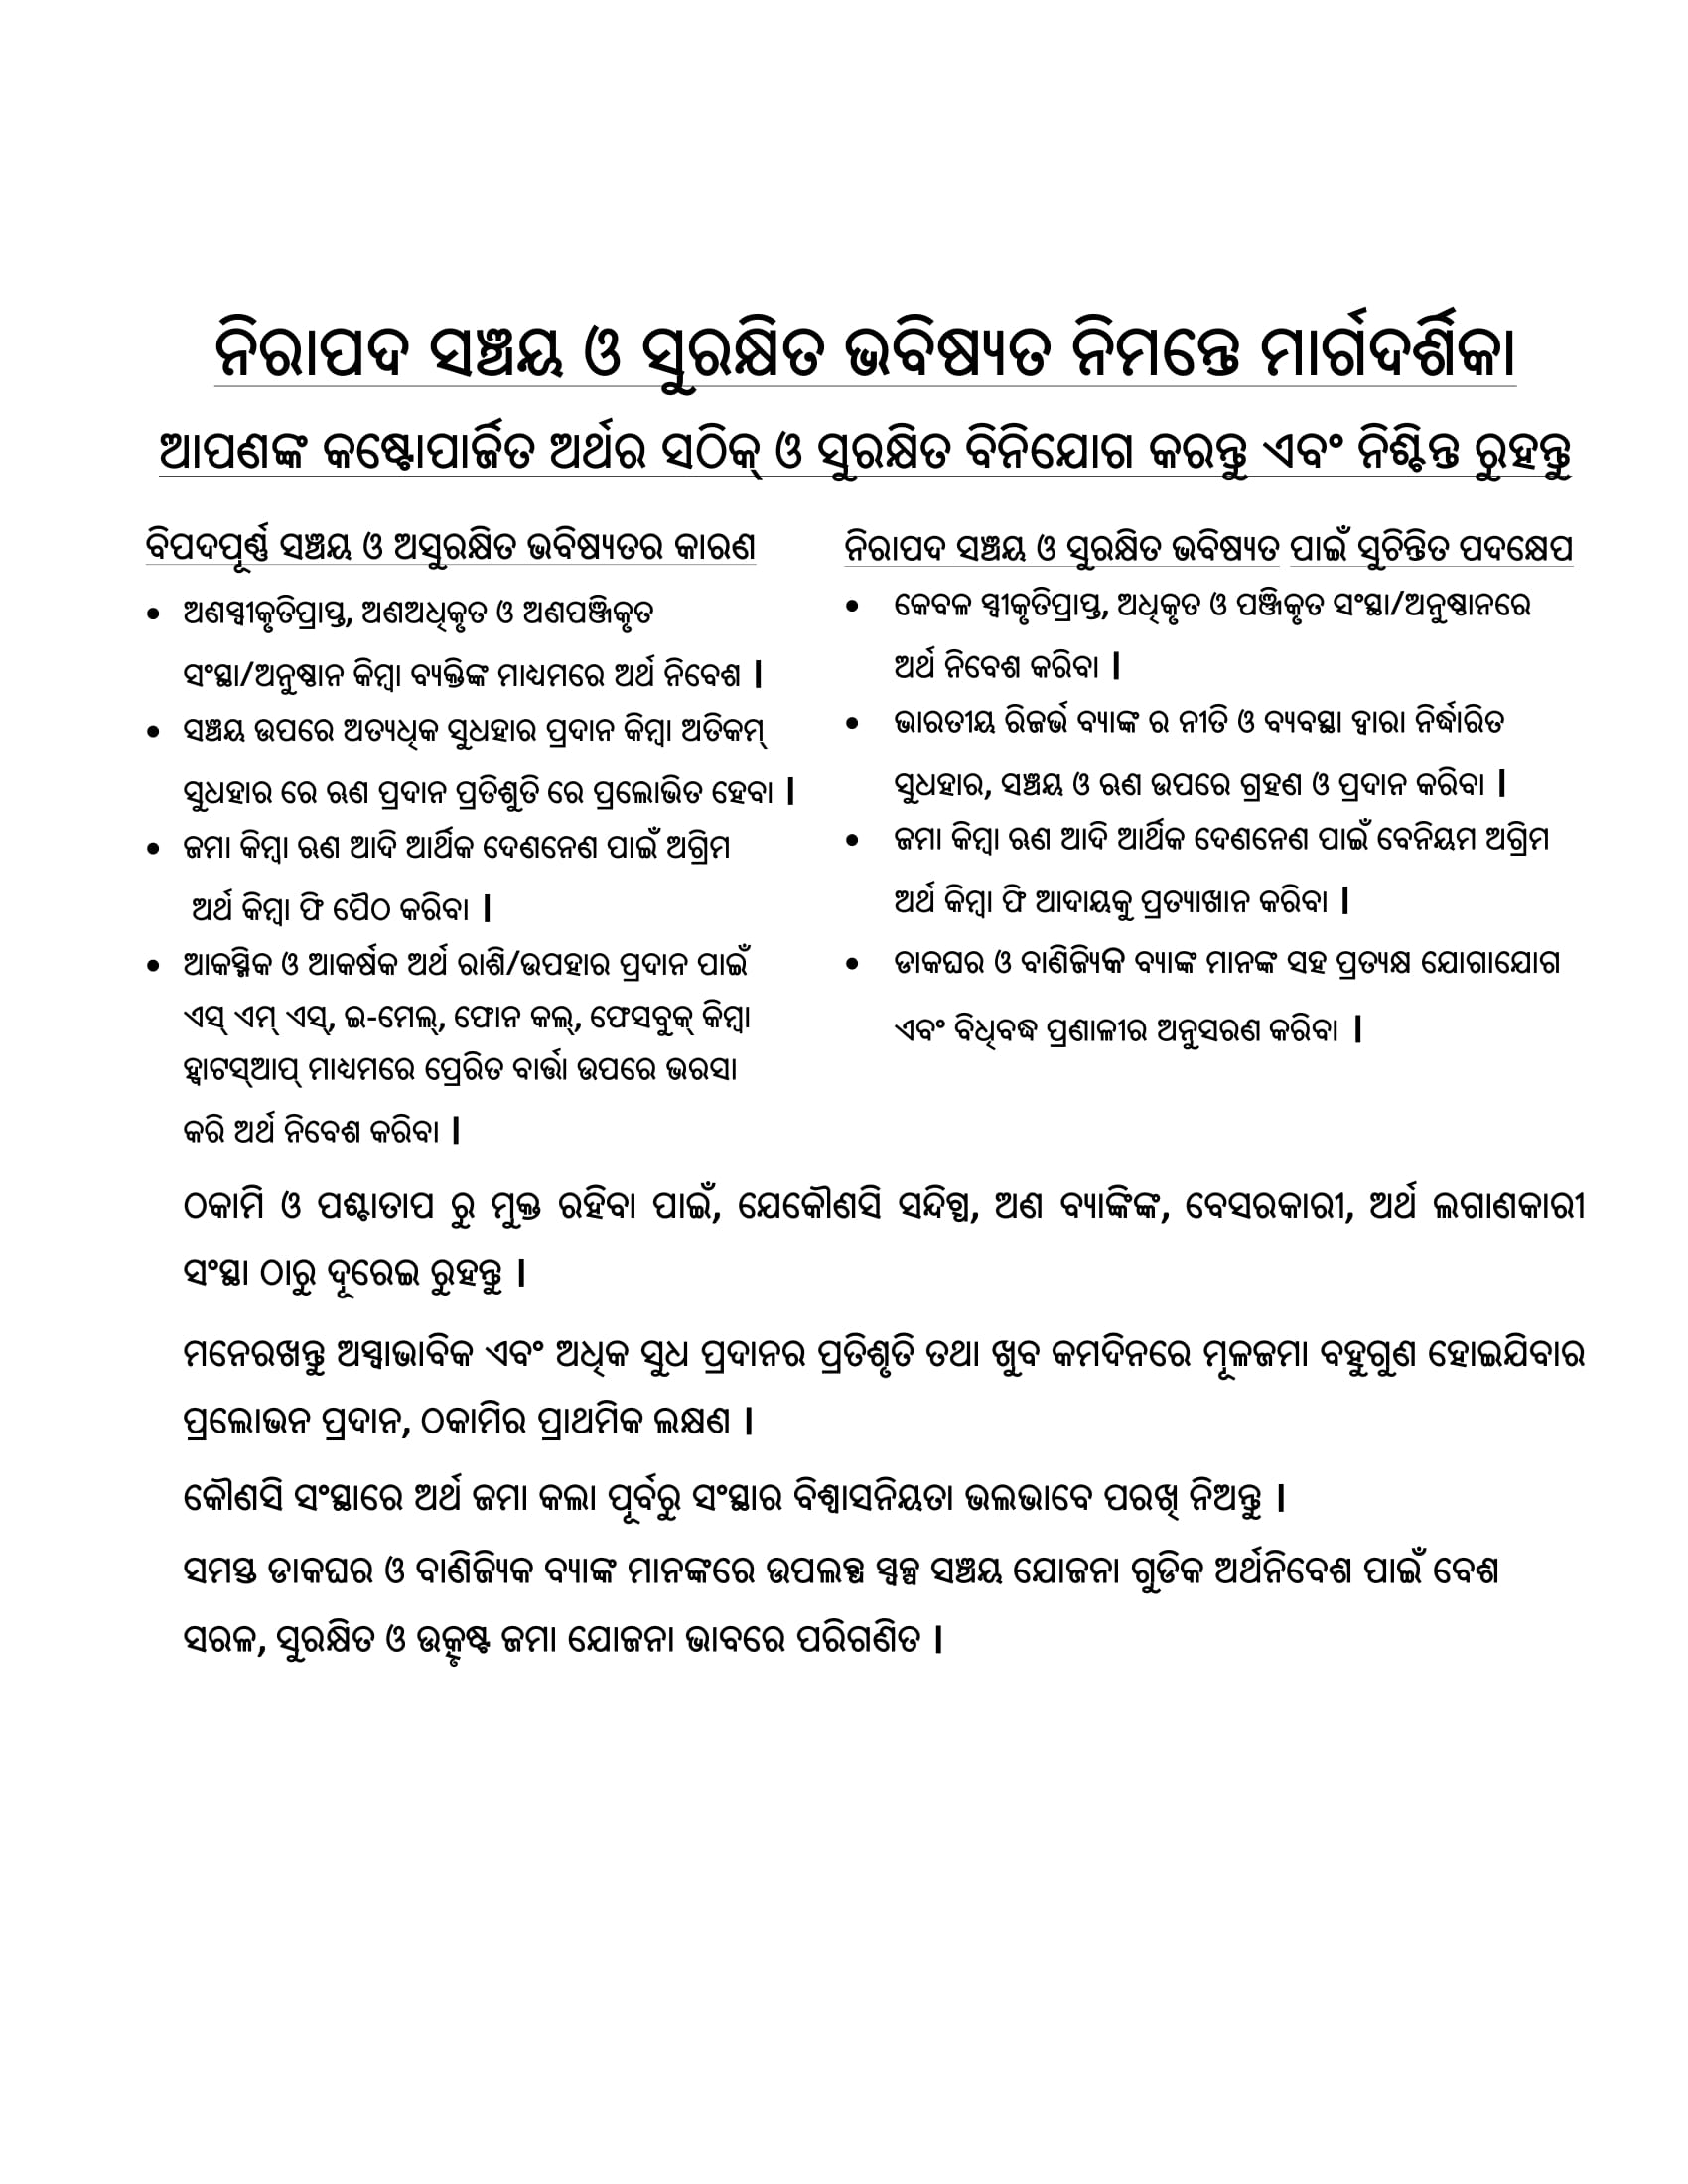 ନିରାପଦ ସଞ୍ଚୟ ଓ ସୁରକ୍ଷିତ ଭବିଷ୍ୟତ ନିମନ୍ତେ ମାର୍ଗଦର୍ଶିକା
ଆପଣଙ୍କ କଷ୍ଟୋପାର୍ଜିତ ଅର୍ଥର ସଠିକ୍ ଓ ସୁରକ୍ଷିତ ବିନିଯୋଗ କରନ୍ତୁ ଏବଂ ନିଶ୍ଚିନ୍ତ ରୁହନ୍ତୁ
ବିପଦପୂର୍ଣ୍ଣ ସଞ୍ଚୟ ଓ ଅସୁରକ୍ଷିତ ଭବିଷ୍ୟତର କାରଣ
• ଅଣସ୍ୱୀକୃତିପ୍ରାପ୍ତ, ଅଣଅଧିକୃତ ଓ ଅଣପଞ୍ଜିକୃତ
ସଂସ୍ଥା/ଅନୁଷ୍ଠାନ କିମ୍ବା ବ୍ୟକ୍ତିଙ୍କ ମାଧ୍ୟମରେ ଅର୍ଥ ନିବେଶ |
• ସଞ୍ଚୟ ଉପରେ ଅତ୍ୟଧିକ ସୁଧହାର ପ୍ରଦାନ କିମ୍ବା ଅତିକମ୍
ସୁଧହାର ରେ ଋଣ ପ୍ରଦାନ ପ୍ରତିଶୁତି ରେ ପ୍ରଲୋଭିତ ହେବା |
• ଜମା କିମ୍ବା ଋଣ ଆଦି ଆର୍ଥିକ ଦେଣନେଣ ପାଇଁ ଅଗ୍ରିମ
ଅର୍ଥ କିମ୍ବା ଫି ପୈଠ କରିବା |
• ଆକସ୍ମିକ ଓ ଆକର୍ଷକ ଅର୍ଥ ରାଶି/ଉପହାର ପ୍ରଦାନ ପାଇଁ
ଏସ୍ ଏମ୍ ଏସ୍, ଇ-ମେଲ୍, ଫୋନ କଲ୍, ଫେସବୁକ୍ କିମ୍ବା
ହ୍ୱାଟସ୍ଆପ୍ ମାଧ୍ୟମରେ ପ୍ରେରିତ ବାର୍ତ୍ତା ଉପରେ ଭରସା
କରି ଅର୍ଥ ନିବେଶ କରିବା |
ନିରାପଦ ସଞ୍ଚୟ ଓ ସୁରକ୍ଷିତ ଭବିଷ୍ୟତ ପାଇଁ ସୁଚିନ୍ତିତ ପଦକ୍ଷେପ
• କେବଳ ସ୍ୱୀକୃତିପ୍ରାପ୍ତ, ଅଧିକୃତ ଓ ପଞ୍ଜିକୃତ ସଂସ୍ଥା/ଅନୁଷ୍ଠାନରେ
ଅର୍ଥ ନିବେଶ କରିବା |
• ଭାରତୀୟ ରିଜର୍ଭ ବ୍ୟାଙ୍କ ର ନୀତି ଓ ବ୍ୟବସ୍ଥା ଦ୍ୱାରା ନିର୍ଦ୍ଧାରିତ
ସୁଧହାର, ସଞ୍ଚୟ ଓ ଋଣ ଉପରେ ଗ୍ରହଣ ଓ ପ୍ରଦାନ କରିବା |
• ଜମା କିମ୍ବା ଋଣ ଆଦି ଆର୍ଥିକ ଦେଣନେଣ ପାଇଁ ବେନିୟମ ଅଗ୍ରିମ
ଅର୍ଥ କିମ୍ବା ଫି ଆଦାୟକୁ ପ୍ରତ୍ୟାଖାନ କରିବା |
• ଡାକଘର ଓ ବାଣିଜ୍ୟିକ ବ୍ୟାଙ୍କ ମାନଙ୍କ ସହ ପ୍ରତ୍ୟକ୍ଷ ଯୋଗାଯୋଗ
ଏବଂ ବିଧିବଦ୍ଧ ପ୍ରଣାଳୀର ଅନୁସରଣ କରିବା |
ଠକାମି ଓ ପଶ୍ଚାତାପ ରୁ ମୁକ୍ତ ରହିବା ପାଇଁ, ଯେକୌଣସି ସନ୍ଦିଗ୍ଧ, ଅଣ ବ୍ୟାଙ୍କିଙ୍କ, ବେସରକାରୀ, ଅର୍ଥ ଲଗାଣକାରୀ
ସଂସ୍ଥା ଠାରୁ ଦୂରେଇ ରୁହନ୍ତୁ |
ମନେରଖନ୍ତୁ ଅସ୍ୱାଭାବିକ ଏବଂ ଅଧିକ ସୁଧ ପ୍ରଦାନର ପ୍ରତିଶୃତି ତଥା ଖୁବ କମଦିନରେ ମୂଳଜମା ବହୁଗୁଣ ହୋଇଯିବାର
ପ୍ରଲୋଭନ ପ୍ରଦାନ, ଠକାମିର ପ୍ରାଥମିକ ଲକ୍ଷଣ |
କୌଣସି ସଂସ୍ଥାରେ ଅର୍ଥ ଜମା କଲା ପୂର୍ବରୁ ସଂସ୍ଥାର ବିଶ୍ୱାସନିୟତା ଭଲଭାବେ ପରଖି ନିଅନ୍ତୁ |
ସମସ୍ତ ଡାକଘର ଓ ବାଣିଜ୍ୟିକ ବ୍ୟାଙ୍କ ମାନଙ୍କରେ ଉପଲବ୍ଧ ସ୍ୱଳ୍ପ ସଞ୍ଚୟ ଯୋଜନା ଗୁଡିକ ଅର୍ଥନିବେଶ ପାଇଁ ବେଶ
ସରଳ, ସୁରକ୍ଷିତ ଓ ଉତ୍କୃଷ୍ଟ ଜମା ଯୋଜନା ଭାବରେ ପରିଗଣିତ |